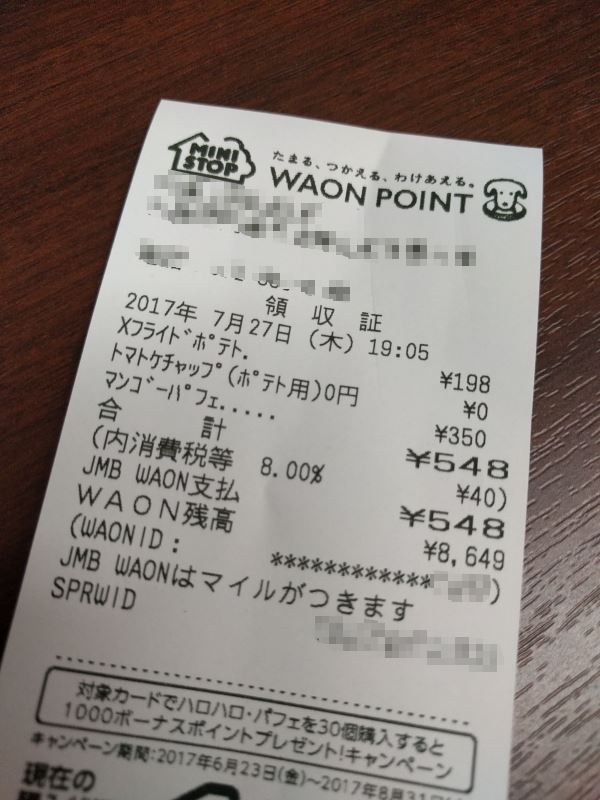 MINI STOP
たまる、つかえる、わけあえる。
WAON POINT
領収証
2017年 7月27日 (木) 19:05
Xフライドポテト. ¥198
トマトケチャップ(ポテト用)0円 ¥0
マンゴーパフェ..... ¥350
合計 ¥548
(内消費税等 8.00% ¥40)
JMB WAON支払 ¥548
WAON残高 ¥8,649
(WAONID: ************ )
JMB WAONはマイルがつきます
SPRWID
対象カードでハロハロ・パフェを30個購入すると
1000ボーナスポイントプレゼント!キャンペーン
キャンペーン期間:2017年6月23日(金)~2017年8月31日
現在の